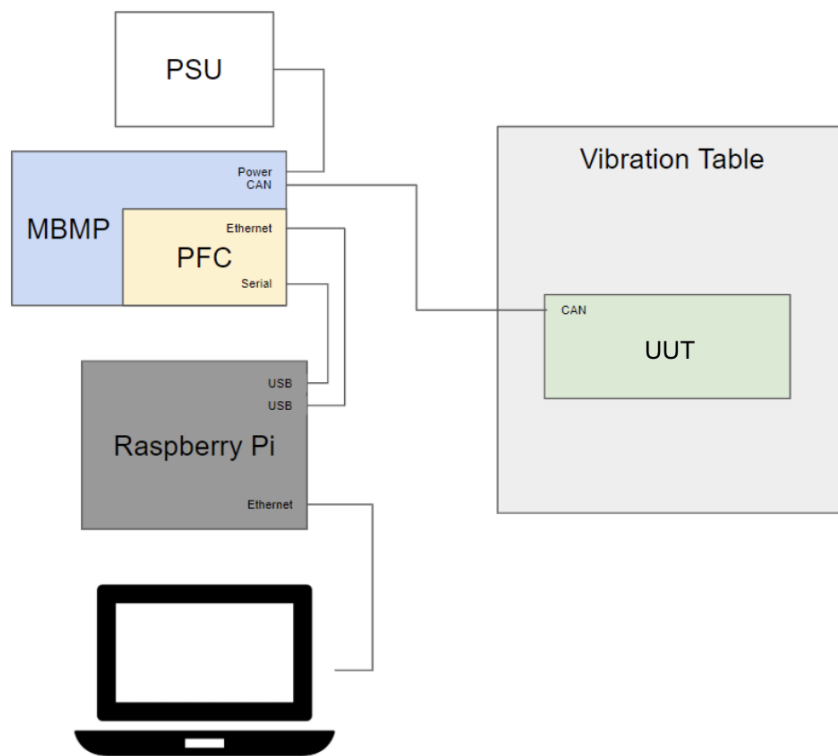 PSU
Vibration Table
Power
CAN
MBMP
Ethernet
PFC
Serial
CAN
UUT
USB
USB
Raspberry Pi
Ethernet